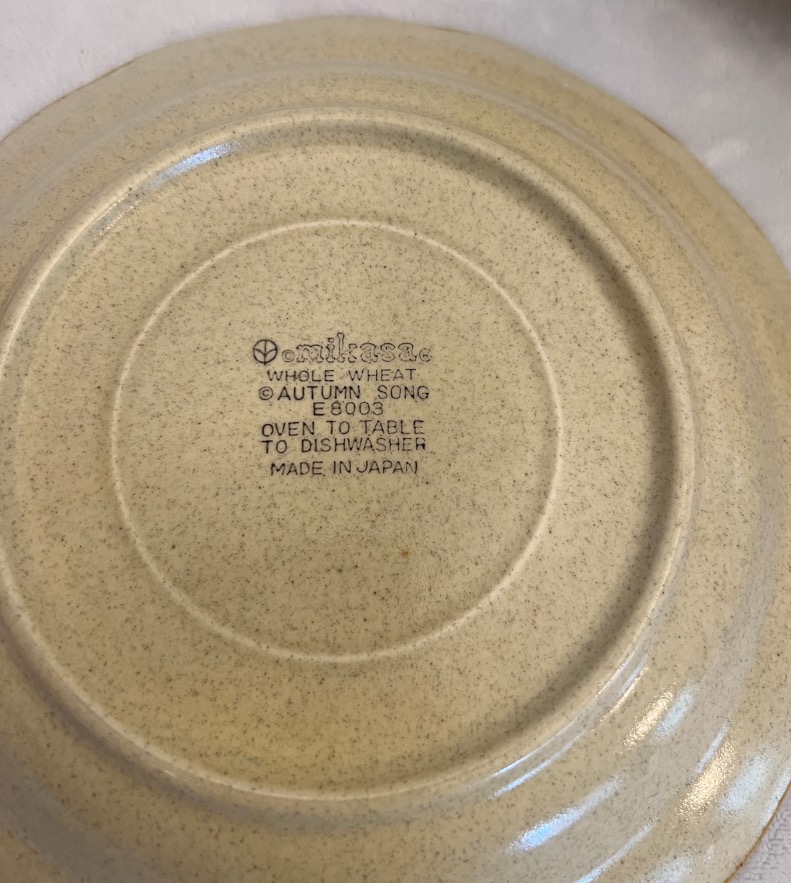 © mikasa ©
WHOLE WHEAT
© AUTUMN SONG
E8003
OVEN TO TABLE
TO DISHWASHER
MADE IN JAPAN